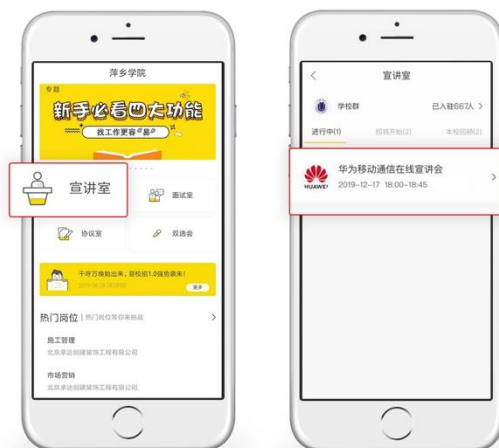 萍乡学院
专题
新手必看四大功能
找工作更容易
宣讲室
面试室
协议室
双选会
千呼万唤始出来，易校招1.0强势袭来！
更多
热门岗位
热门岗位等你来挑战
施工管理
北京承达创建装饰工程有限公司
市场营销
北京承达创建装饰工程有限公司
宣讲室
学校群
已入驻667人
进行中(1)
即将开始(2)
本校回顾(2)
HUAWEI
华为移动通信在线宣讲会
2019-12-17 18:00-18:45